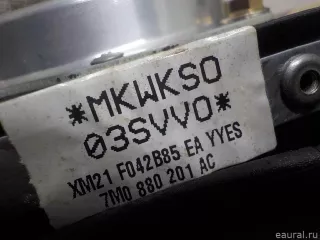 *MKWKSO
03SVVO*
XM21 F042B85 EA YYES
7M0 880 201 AC
eaural.ru